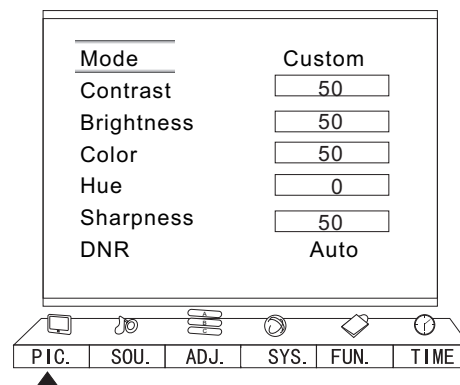 Mode Custom
Contrast 50
Brightness 50
Color 50
Hue 0
Sharpness 50
DNR Auto
A
B
C
PIC. SOU. ADJ. SYS. FUN. TIME